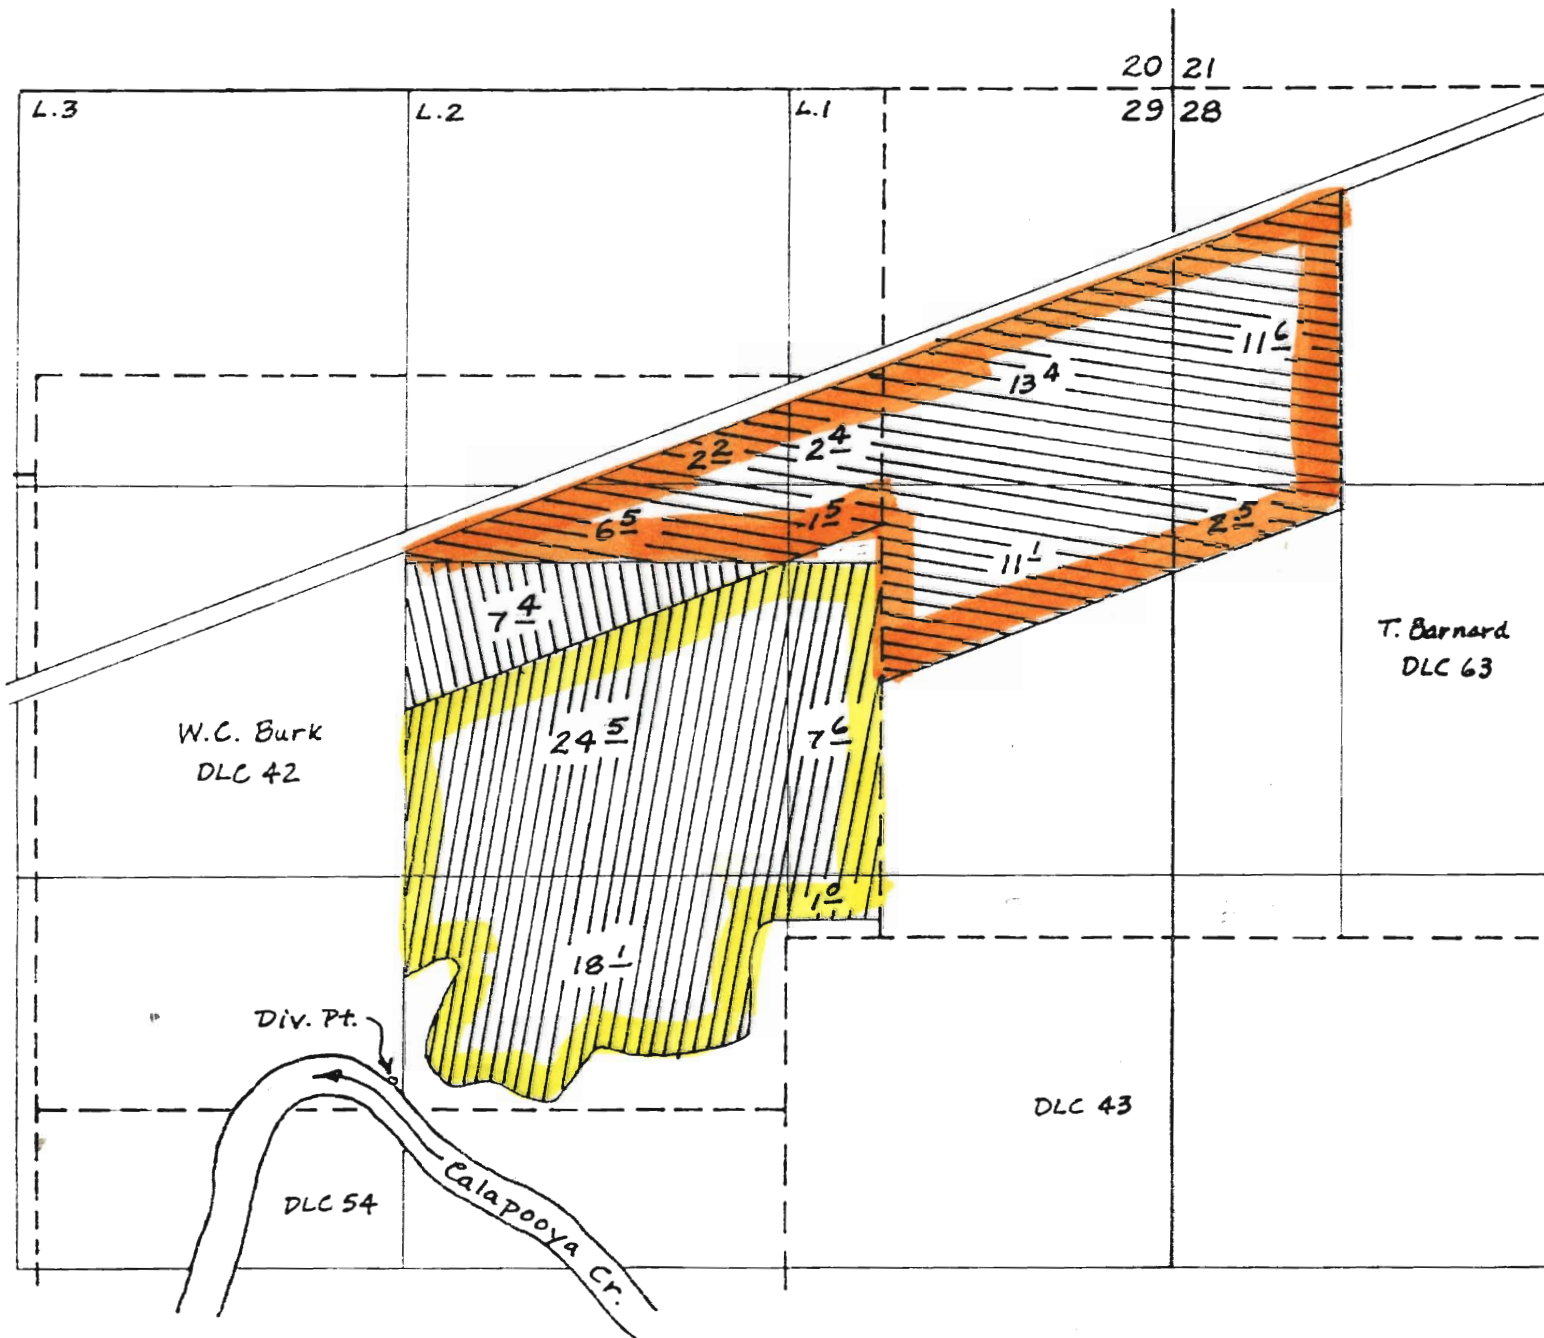 20 21
L.3
L.2
L.1
29 28
11 6
13 4
2 2
2 4
6 5
1 5
2 5
11 1
7 4
T. Barnard
DLC 63
W.C. Burk
DLC 42
24 5
7 6
1 0
18 1
Div. Pt.
DLC 43
Calapooya Cr.
DLC 54